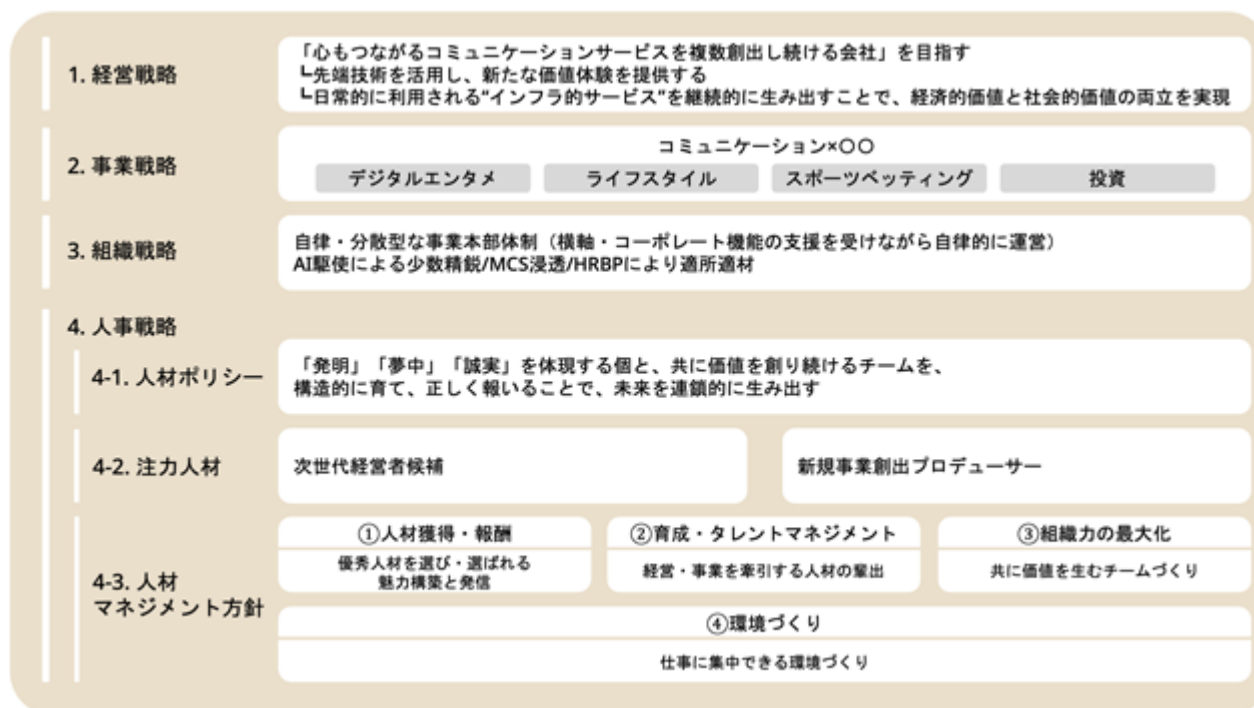 1. 経営戦略
「心もつながるコミュニケーションサービスを複数創出し続ける会社」を目指す
┗先端技術を活用し、新たな価値体験を提供する
┗日常的に利用される“インフラ的サービス”を継続的に生み出すことで、経済的価値と社会的価値の両立を実現
2. 事業戦略
コミュニケーション×〇〇
デジタルエンタメ
ライフスタイル
スポーツベッティング
投資
3. 組織戦略
自律・分散型な事業本部体制（横軸・コーポレート機能の支援を受けながら自律的に運営）
AI駆使による少数精鋭/MCS浸透/HRBPにより適所適材
4. 人事戦略
4-1. 人材ポリシー
「発明」「夢中」「誠実」を体現する個と、共に価値を創り続けるチームを、
構造的に育て、正しく報いることで、未来を連鎖的に生み出す
4-2. 注力人材
次世代経営者候補
新規事業創出プロデューサー
4-3. 人材
マネジメント方針
①人材獲得・報酬
優秀人材を選び・選ばれる
魅力構築と発信
②育成・タレントマネジメント
経営・事業を牽引する人材の輩出
③組織力の最大化
共に価値を生むチームづくり
④環境づくり
仕事に集中できる環境づくり